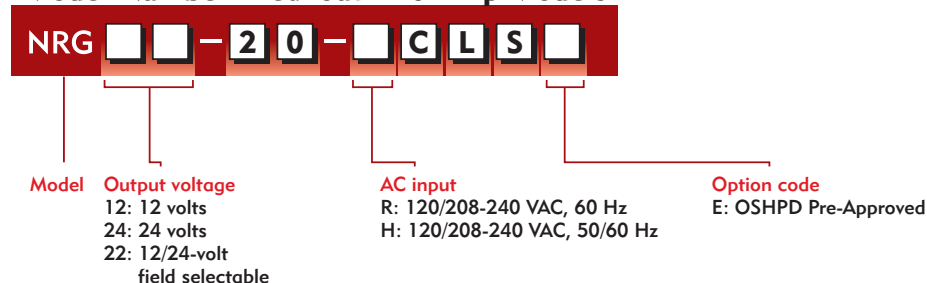 NRG – 2 0 – C L S
Model
Output voltage
12: 12 volts
24: 24 volts
22: 12/24-volt
field selectable
AC input
R: 120/208-240 VAC, 60 Hz
H: 120/208-240 VAC, 50/60 Hz
Option code
E: OSHPD Pre-Approved